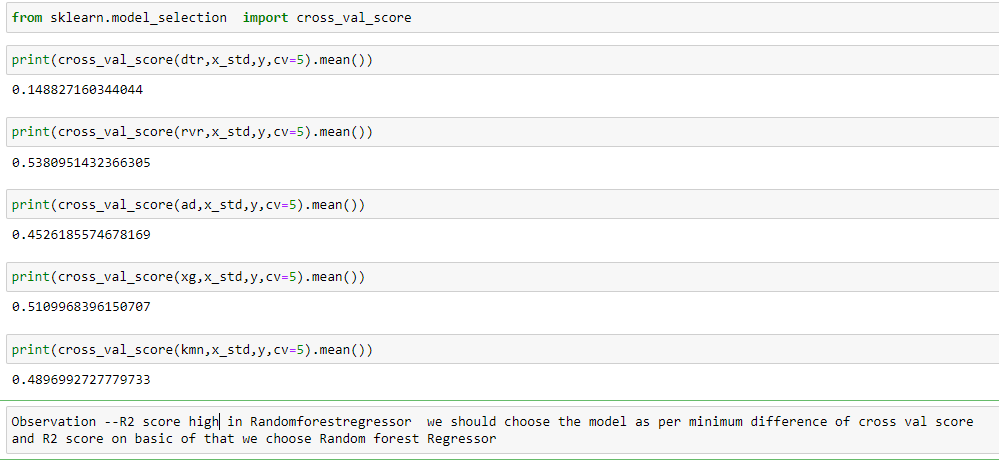 from sklearn.model_selection  import cross_val_score
print(cross_val_score(dtr,x_std,y,cv=5).mean())
0.148827160344044
print(cross_val_score(rvr,x_std,y,cv=5).mean())
0.5380951432366305
print(cross_val_score(ad,x_std,y,cv=5).mean())
0.4526185574678169
print(cross_val_score(xg,x_std,y,cv=5).mean())
0.5109968396150707
print(cross_val_score(kmn,x_std,y,cv=5).mean())
0.4896992727779733
Observation --R2 score high in Randomforestregressor  we should choose the model as per minimum difference of cross val score
and R2 score on basic of that we choose Random forest Regressor